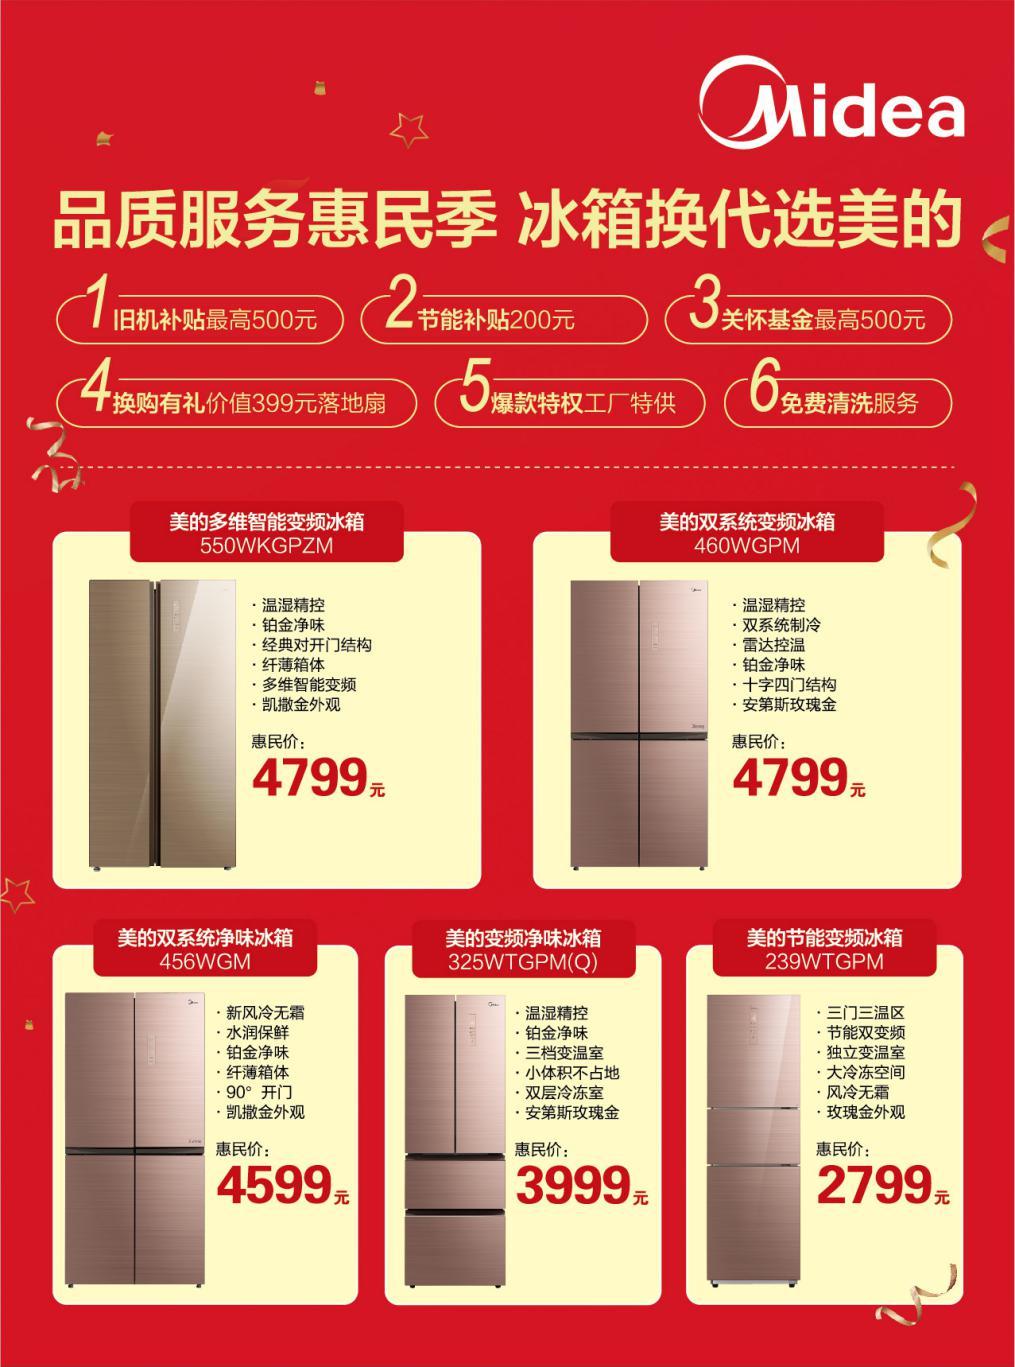 Midea
品质服务惠民季 冰箱换代选美的
1 旧机补贴最高500元
2 节能补贴200元
3 关怀基金最高500元
4 换购有礼价值399元落地扇
5 爆款特权工厂特供
6 免费清洗服务
美的多维智能变频冰箱
550WKGPZM
· 温湿精控
· 铂金净味
· 经典对开门结构
· 纤薄箱体
· 多维智能变频
· 凯撒金外观
惠民价：
4799元
美的双系统变频冰箱
460WGPM
· 温湿精控
· 双系统制冷
· 雷达控温
· 铂金净味
· 十字四门结构
· 安第斯玫瑰金
惠民价：
4799元
美的双系统净味冰箱
456WGM
· 新风冷无霜
· 水润保鲜
· 铂金净味
· 纤薄箱体
· 90° 开门
· 凯撒金外观
惠民价：
4599元
美的变频净味冰箱
325WTGPM(Q)
· 温湿精控
· 铂金净味
· 三档变温室
· 小体积不占地
· 双层冷冻室
· 安第斯玫瑰金
惠民价：
3999元
美的节能变频冰箱
239WTGPM
· 三门三温区
· 节能双变频
· 独立变温室
· 大冷冻空间
· 风冷无霜
· 玫瑰金外观
惠民价：
2799元